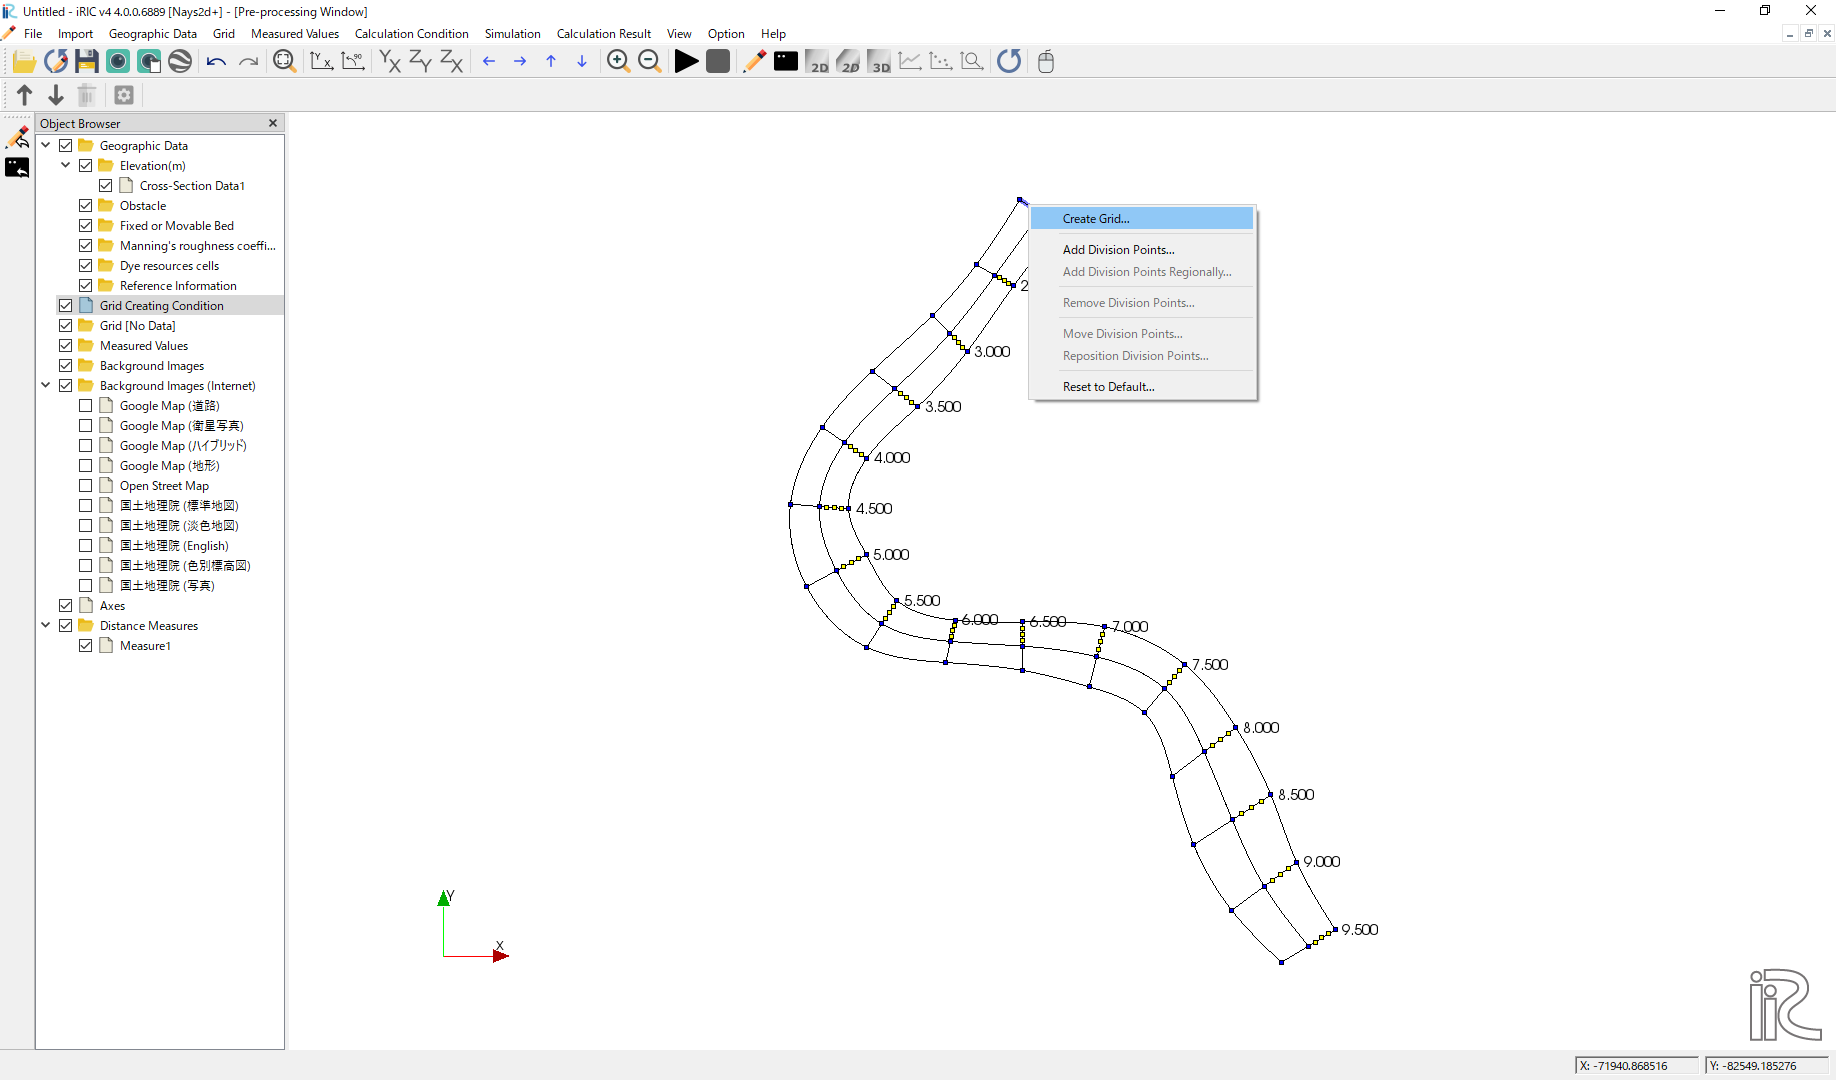 Untitled - iRIC v4 4.0.0.6889 [Nays2d+] - [Pre-processing Window]
File Import Geographic Data Grid Measured Values Calculation Condition Simulation Calculation Result View Option Help
YX -90 YX ZY ZX 2D 2D 3D
Object Browser
Geographic Data
Elevation(m)
Cross-Section Data1
Obstacle
Fixed or Movable Bed
Manning's roughness coeffi...
Dye resources cells
Reference Information
Grid Creating Condition
Grid [No Data]
Measured Values
Background Images
Background Images (Internet)
Google Map (道路)
Google Map (衛星写真)
Google Map (ハイブリッド)
Google Map (地形)
Open Street Map
国土地理院 (標準地図)
国土地理院 (淡色地図)
国土地理院 (English)
国土地理院 (色別標高図)
国土地理院 (写真)
Axes
Distance Measures
Measure1
Create Grid...
Add Division Points...
Add Division Points Regionally...
Remove Division Points...
Move Division Points...
Reposition Division Points...
Reset to Default...
2
3.000
3.500
4.000
4.500
5.000
5.500
6.000
6.500
7.000
7.500
8.000
8.500
9.000
9.500
Y
X
iRIC
X: -71940.868516
Y: -82549.185276